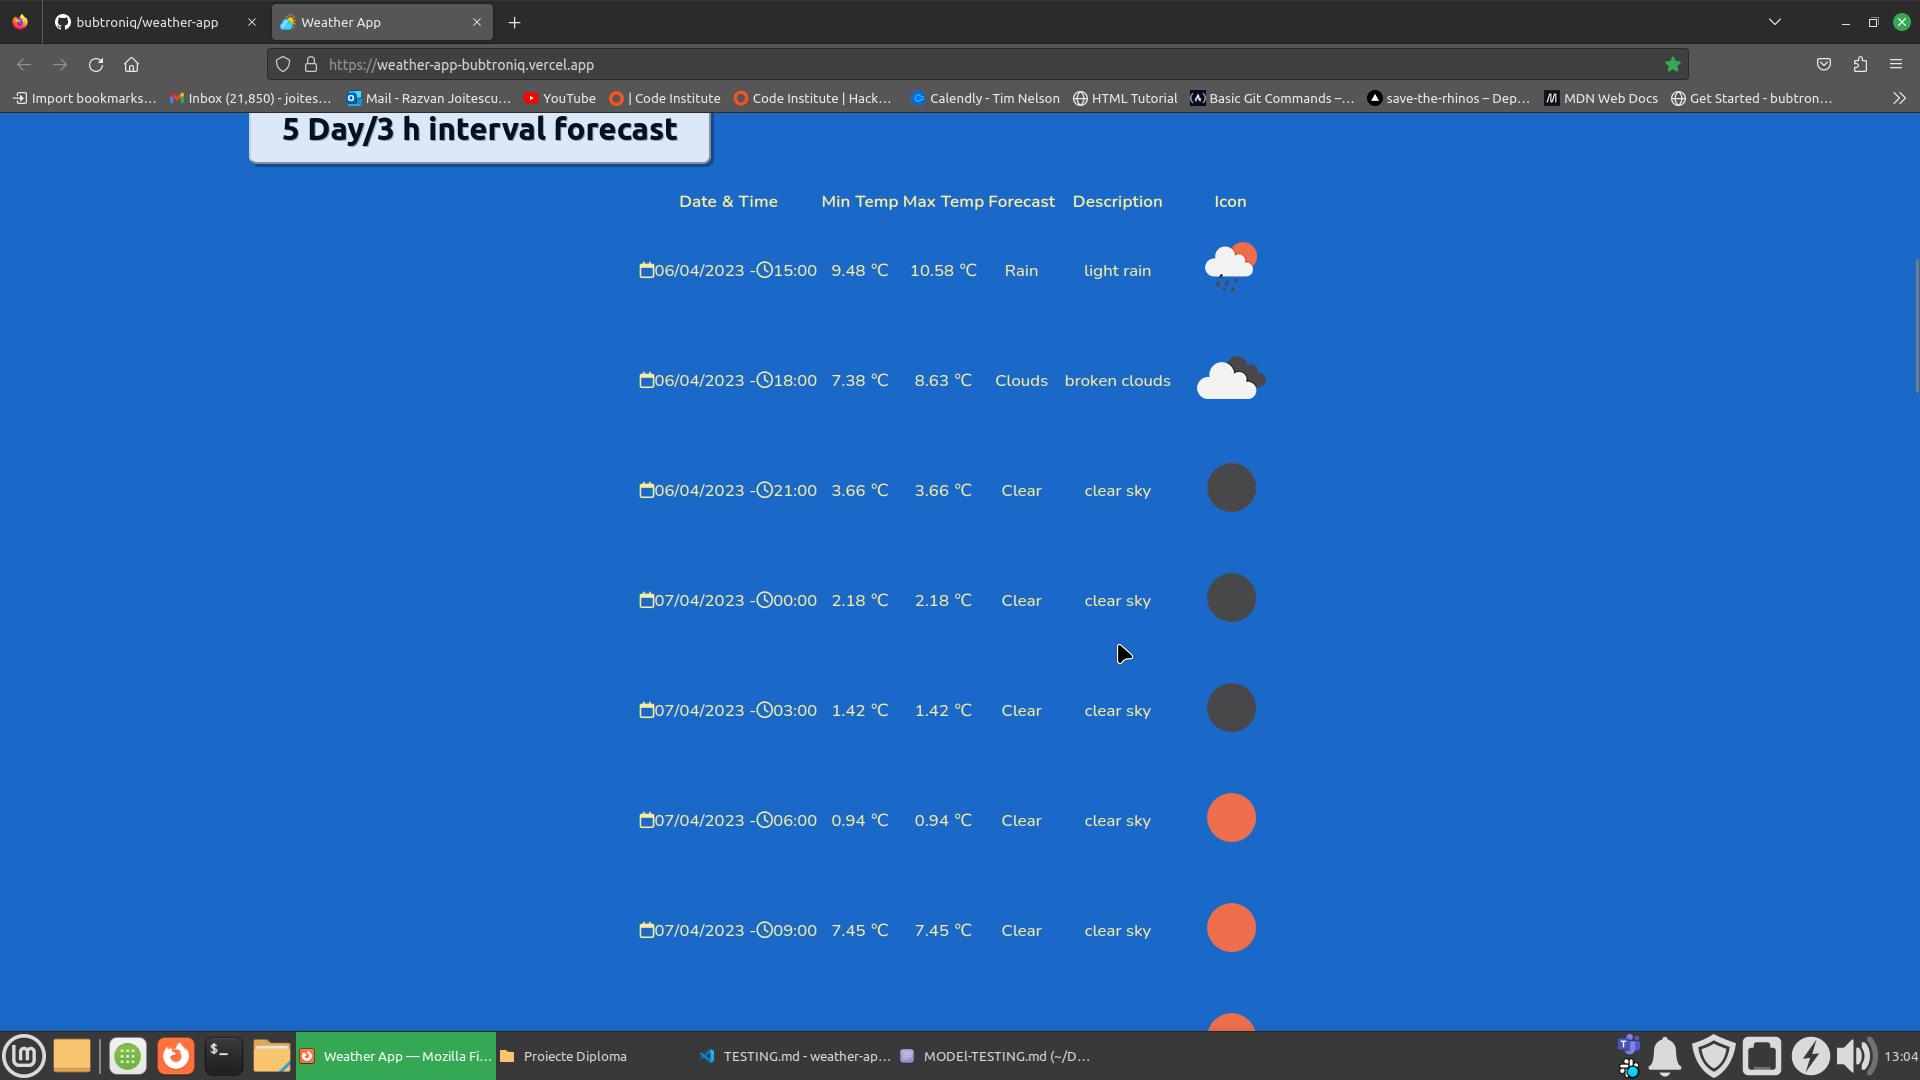 bubtroniq/weather-app
Weather App
https://weather-app-bubtroniq.vercel.app
Import bookmarks... Inbox (21,850) - joites... Mail - Razvan Joitescu... YouTube | Code Institute Code Institute | Hack... Calendly - Tim Nelson HTML Tutorial Basic Git Commands –... save-the-rhinos – Dep... MDN Web Docs Get Started - bubtron...
5 Day/3 h interval forecast
Date & Time Min Temp Max Temp Forecast Description Icon
06/04/2023 - 15:00 9.48 °C 10.58 °C Rain light rain
06/04/2023 - 18:00 7.38 °C 8.63 °C Clouds broken clouds
06/04/2023 - 21:00 3.66 °C 3.66 °C Clear clear sky
07/04/2023 - 00:00 2.18 °C 2.18 °C Clear clear sky
07/04/2023 - 03:00 1.42 °C 1.42 °C Clear clear sky
07/04/2023 - 06:00 0.94 °C 0.94 °C Clear clear sky
07/04/2023 - 09:00 7.45 °C 7.45 °C Clear clear sky
Weather App — Mozilla Fi... Proiecte Diploma TESTING.md - weather-ap... MODEL-TESTING.md (~/D... 13:04